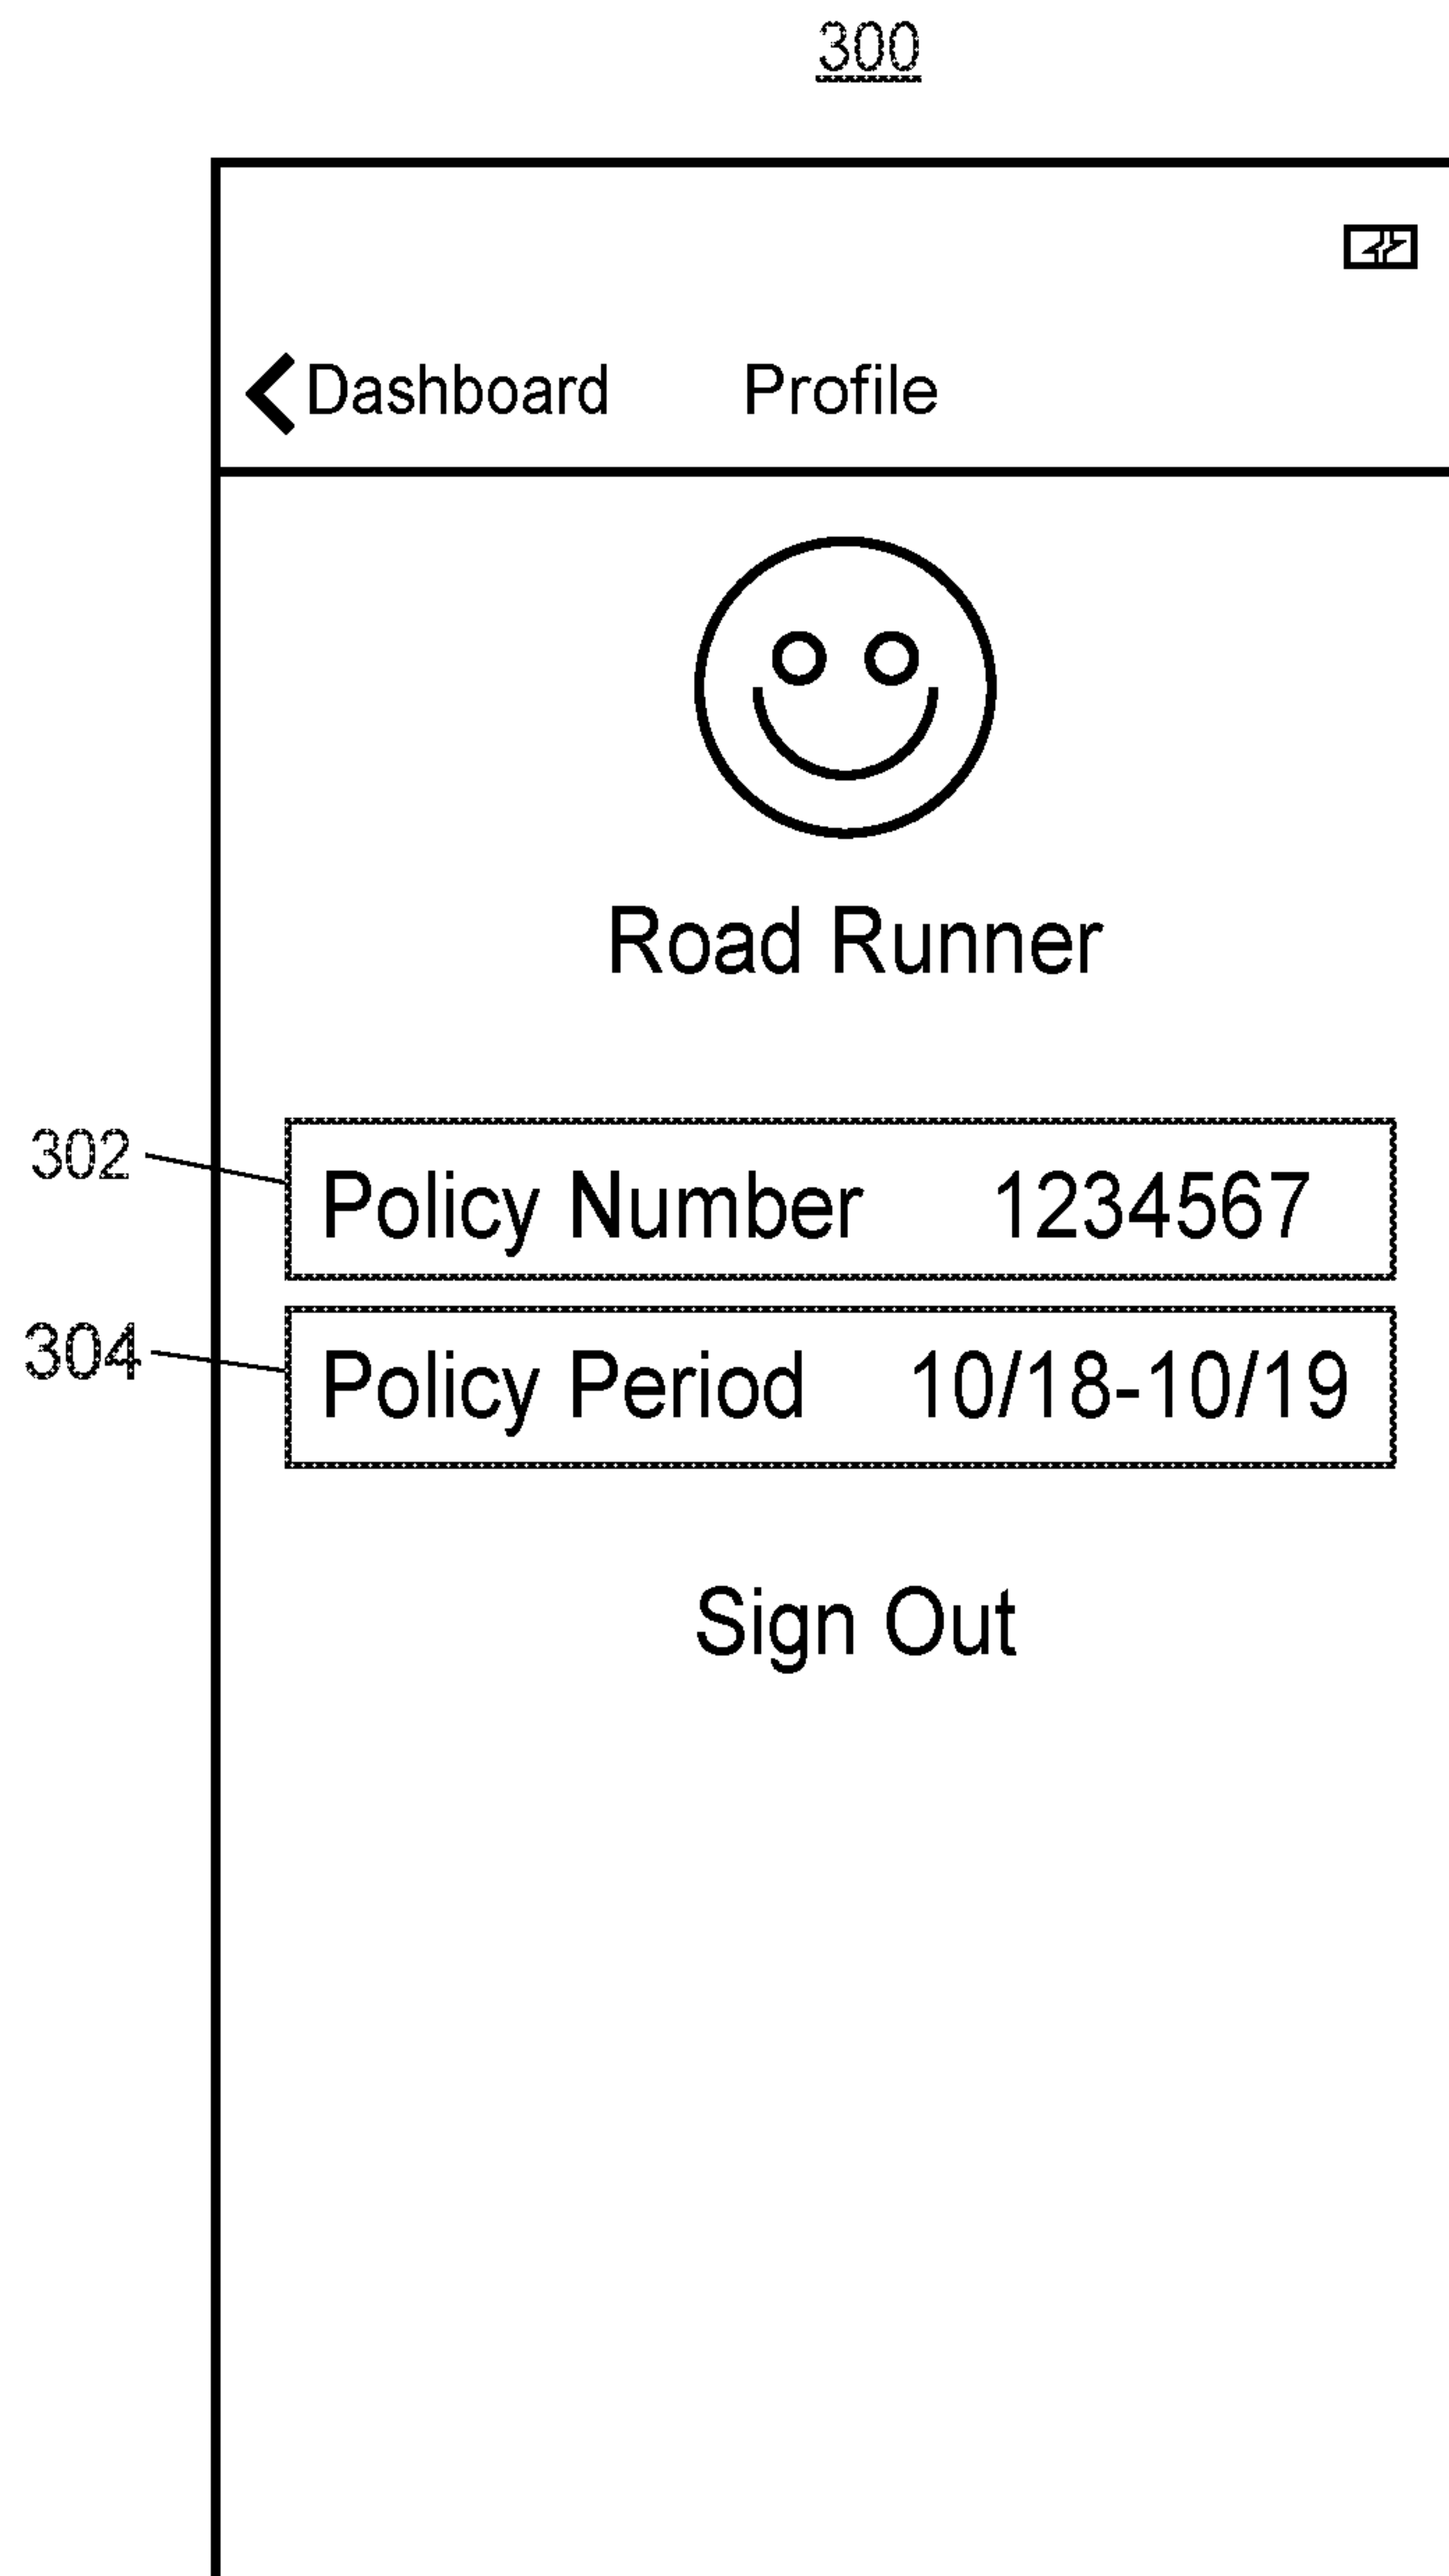 300
Dashboard Profile
Road Runner
302
Policy Number 1234567
304
Policy Period 10/18-10/19
Sign Out